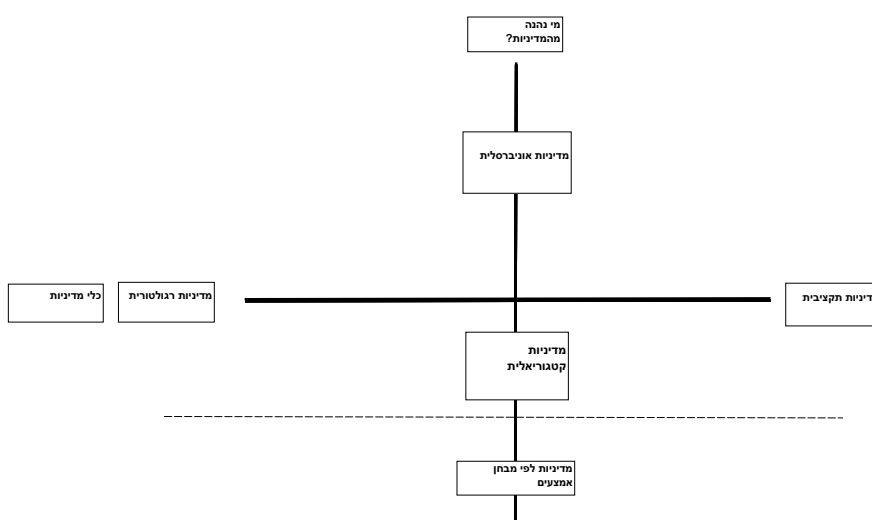 מי נהנה
מהמדיניות?
מדיניות אוניברסלית
דיניות תקציבית
מדיניות רגולטורית
כלי מדיניות
מדיניות
קטגוריאלית
מדיניות לפי מבחן
אמצעים